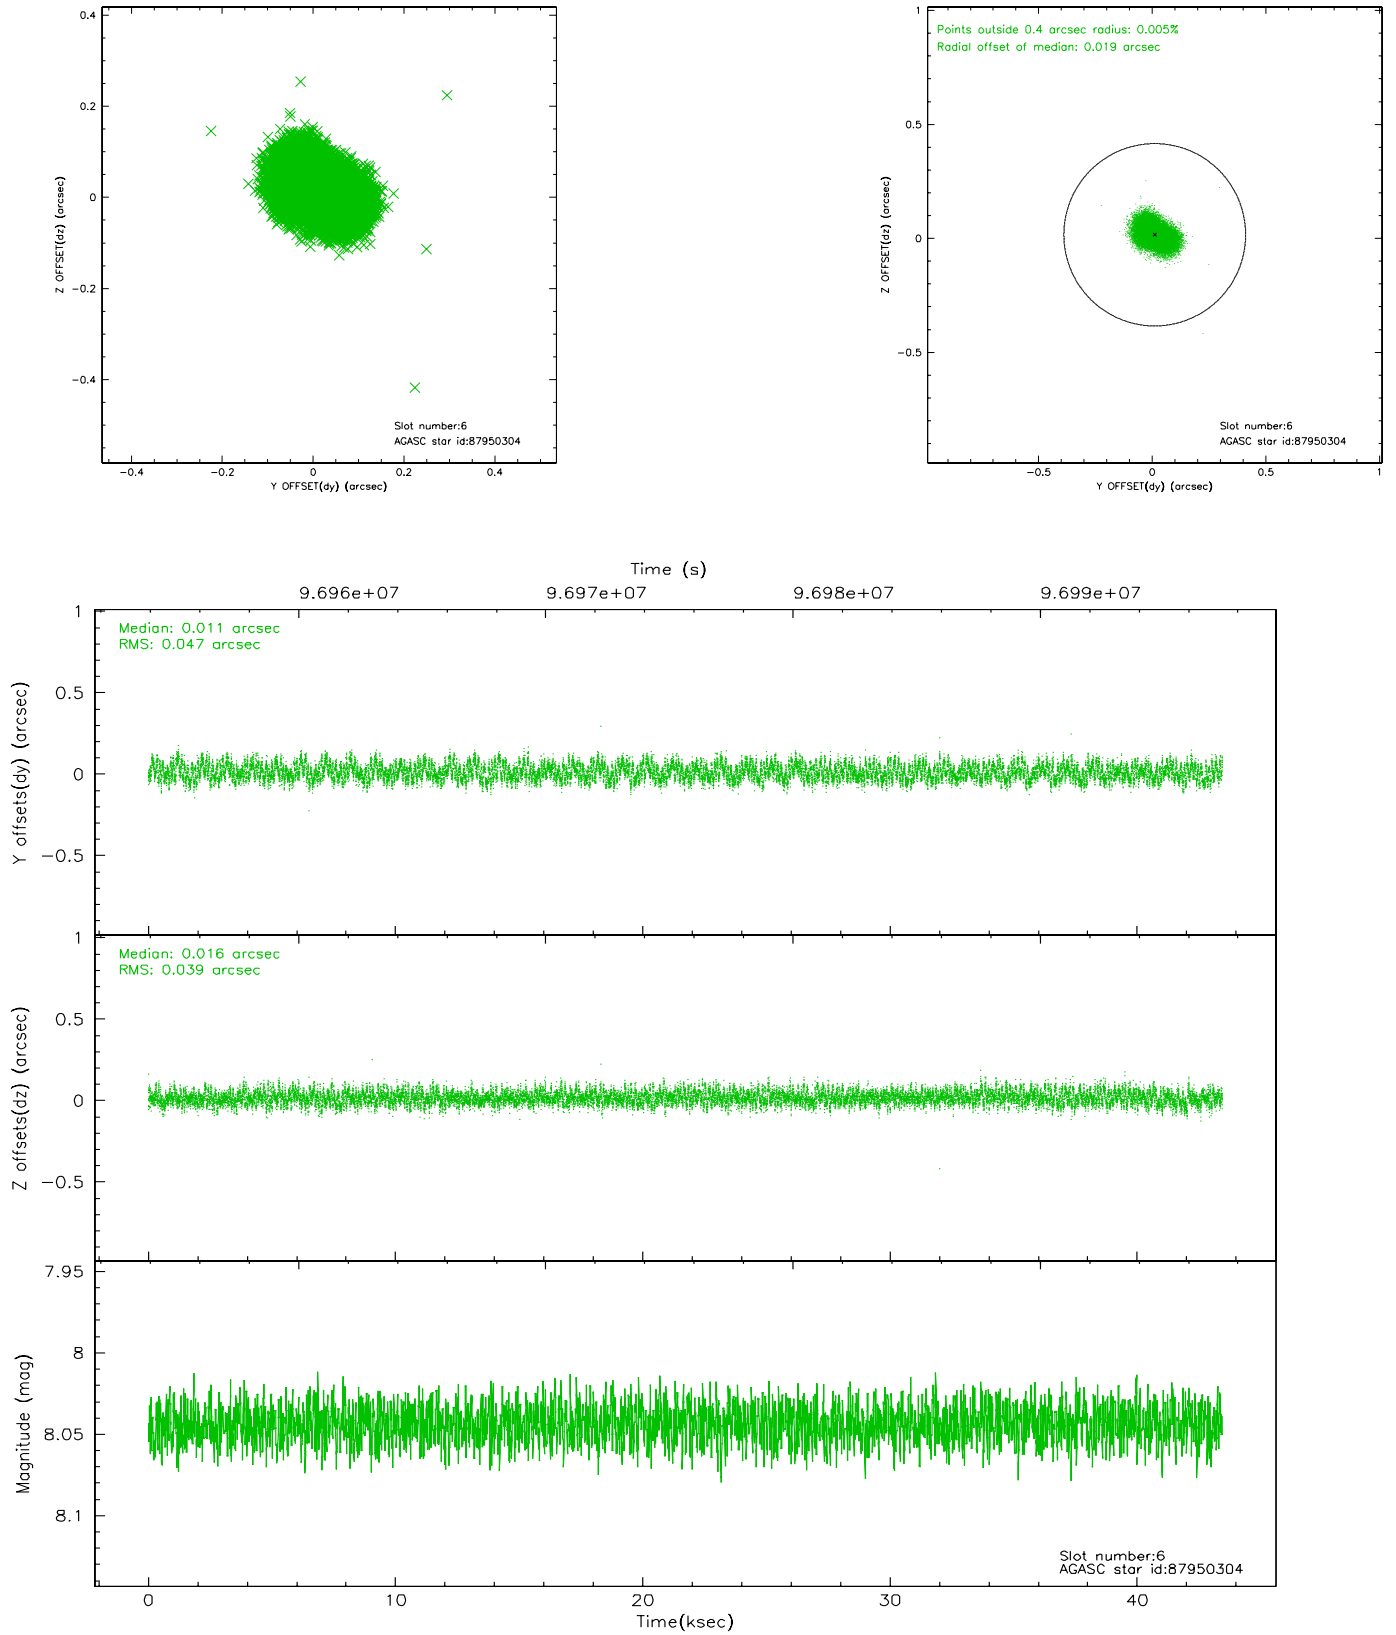 0.4
0.2
0
−0.2
−0.4
Z OFFSET(dz) (arcsec)
Slot number:6
AGASC star id:87950304
−0.4
−0.2
0
0.2
0.4
Y OFFSET(dy) (arcsec)
Points outside 0.4 arcsec radius: 0.005%
Radial offset of median: 0.019 arcsec
1
0.5
0
−0.5
Z OFFSET(dz) (arcsec)
Slot number:6
AGASC star id:87950304
−0.5
0
0.5
1
Y OFFSET(dy) (arcsec)
Time (s)
9.696e+07
9.697e+07
9.698e+07
9.699e+07
Median: 0.011 arcsec
RMS: 0.047 arcsec
1
0.5
0
−0.5
Y offsets(dy) (arcsec)
Median: 0.016 arcsec
RMS: 0.039 arcsec
1
0.5
0
−0.5
Z offsets(dz) (arcsec)
7.95
8
8.05
8.1
Magnitude (mag)
Slot number:6
AGASC star id:87950304
0
10
20
30
40
Time(ksec)